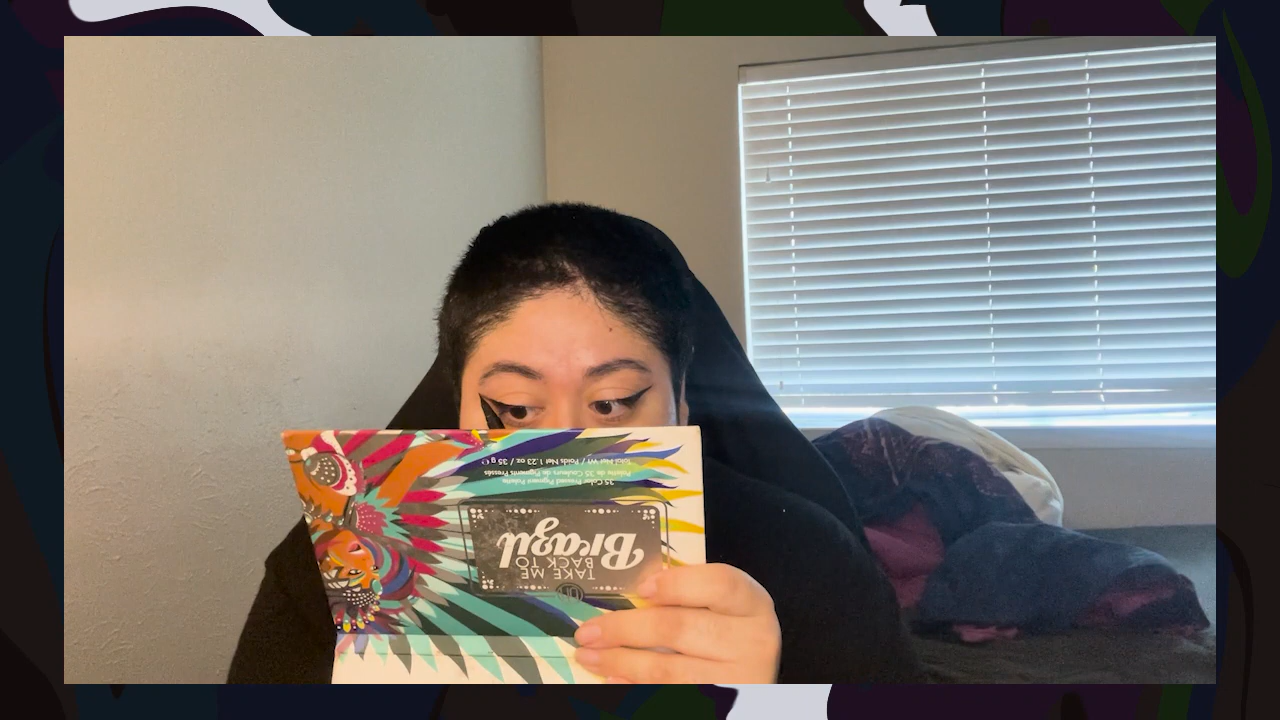 TAKE ME
BACK TO
Brazil
35 Color Pressed Pigment Palette
Palette de 35 Couleurs de Pigments Pressés
Total Net Wt / Poids Net 1.23 oz / 35 g ℮